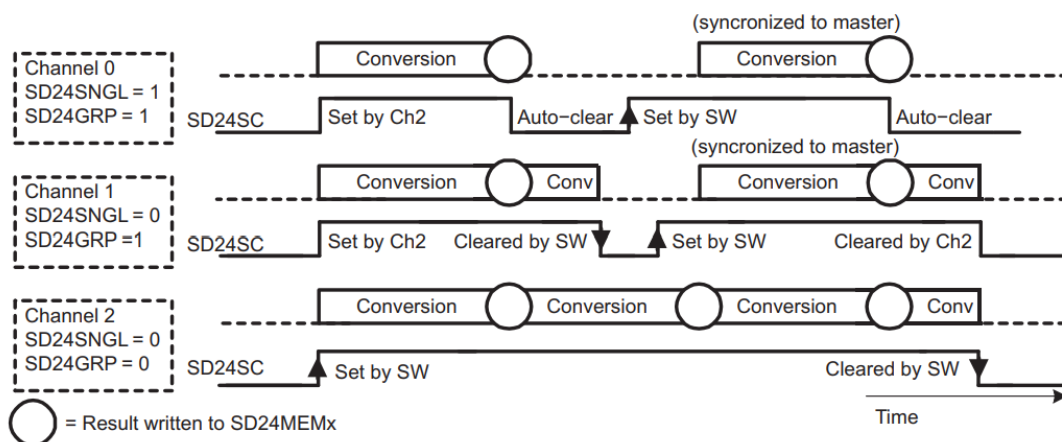 (syncronized to master)
Channel 0
SD24SNGL = 1
SD24GRP = 1
Conversion
Conversion
SD24SC
Set by Ch2
Auto−clear
Set by SW
Auto−clear
(syncronized to master)
Channel 1
SD24SNGL = 0
SD24GRP =1
Conversion
Conv
Conversion
Conv
SD24SC
Set by Ch2
Cleared by SW
Set by SW
Cleared by Ch2
Channel 2
SD24SNGL = 0
SD24GRP = 0
Conversion
Conversion
Conversion
Conv
SD24SC
Set by SW
Cleared by SW
= Result written to SD24MEMx
Time